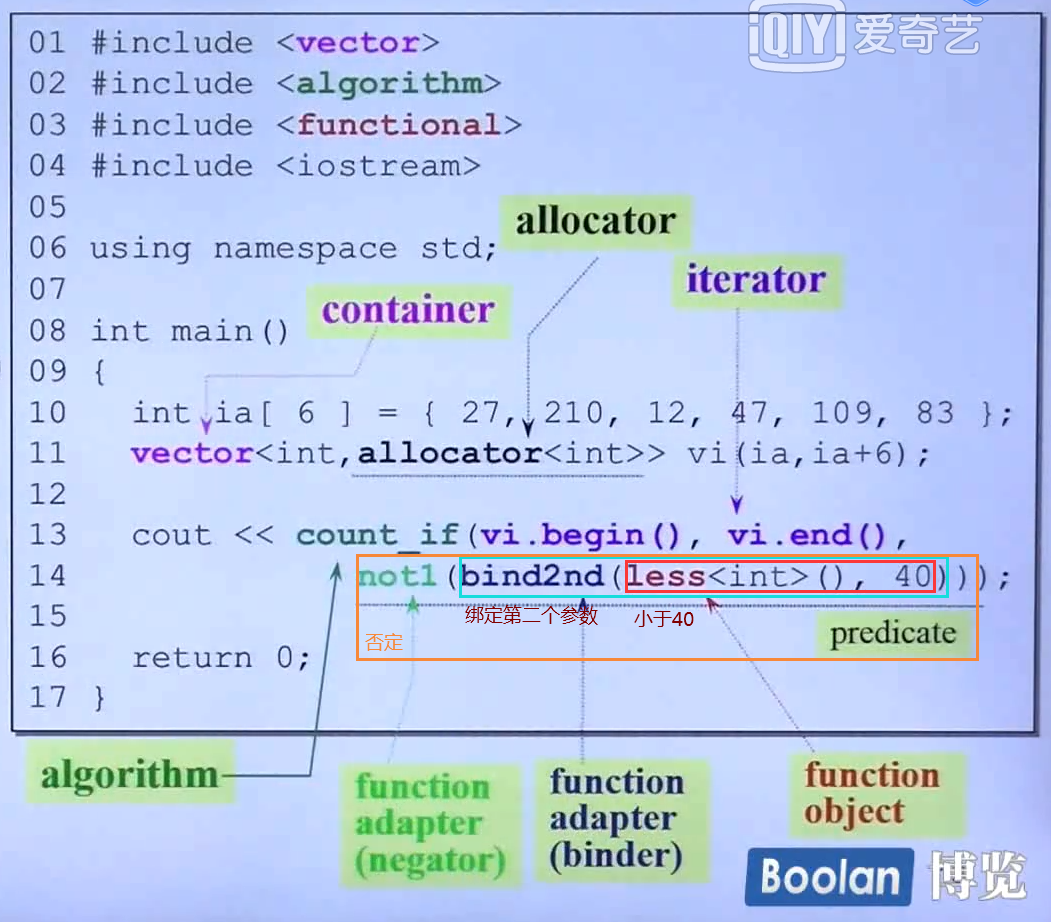 iQIYI 爱奇艺
01 #include <vector>
02 #include <algorithm>
03 #include <functional>
04 #include <iostream>
05
allocator
06 using namespace std;
iterator
07
container
08 int main()
09 {
10 int ia[ 6 ] = { 27, 210, 12, 47, 109, 83 };
11 vector<int,allocator<int>> vi(ia,ia+6);
12
13 cout << count_if(vi.begin(), vi.end(),
14 not1(bind2nd(less<int>(), 40)));
15
绑定第二个参数 小于40
否定
predicate
16 return 0;
17 }
algorithm
function
adapter
(negator)
function
adapter
(binder)
function
object
Boolan 博览